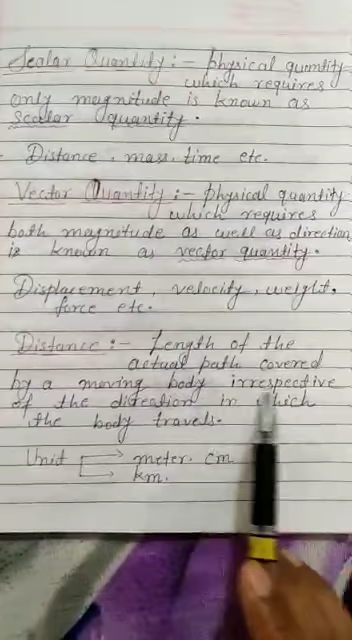 Scalar Quantity :- Physical quantity
which requires
only magnitude is known as
scalar quantity.
Distance, mass, time etc.
Vector Quantity :- Physical quantity
which requires
both magnitude as well as direction
is known as vector quantity.
Displacement, velocity, weight,
force etc.
Distance :- Length of the
actual path covered
by a moving body irrespective
of the direction in which
the body travels.
Unit → meter. cm
→ km.